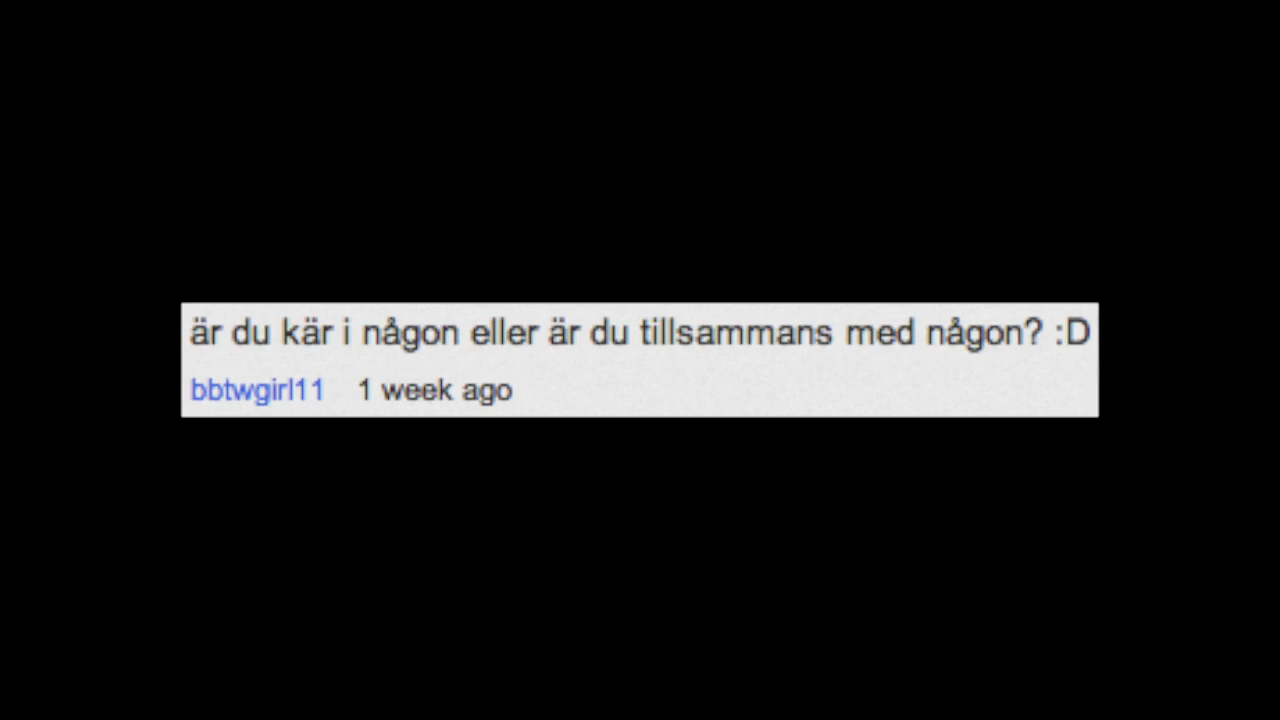 är du kär i någon eller är du tillsammans med någon? :D
bbtwgirl11 1 week ago